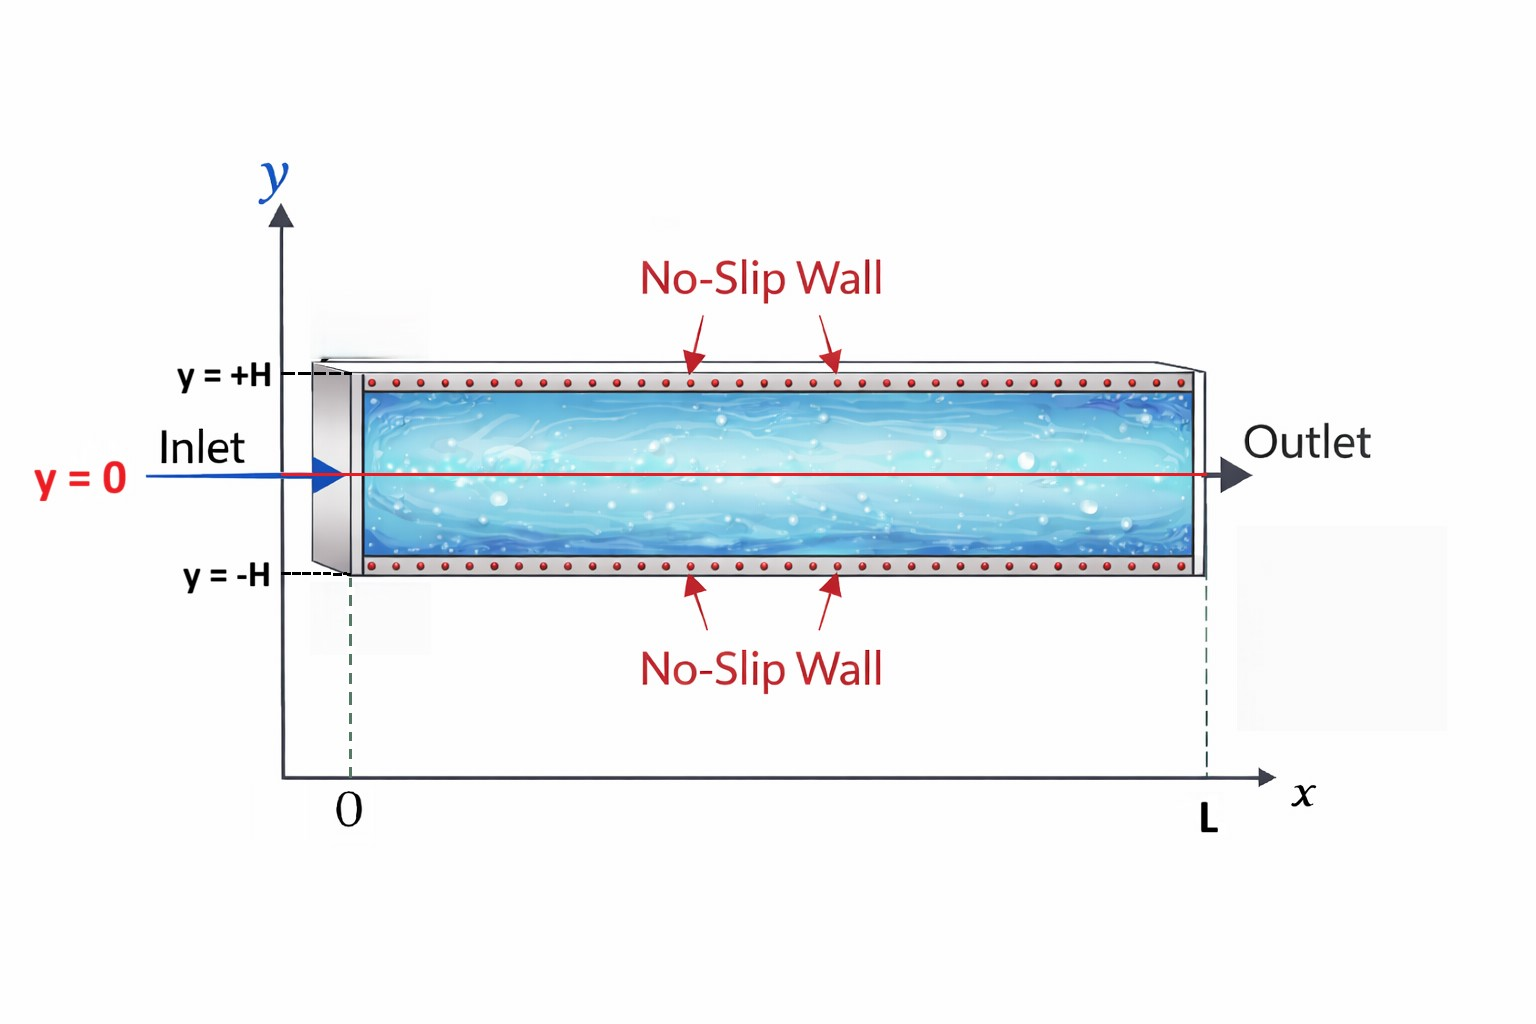 y
No-Slip Wall
y = +H
Inlet
Outlet
y = 0
y = -H
No-Slip Wall
x
0
L